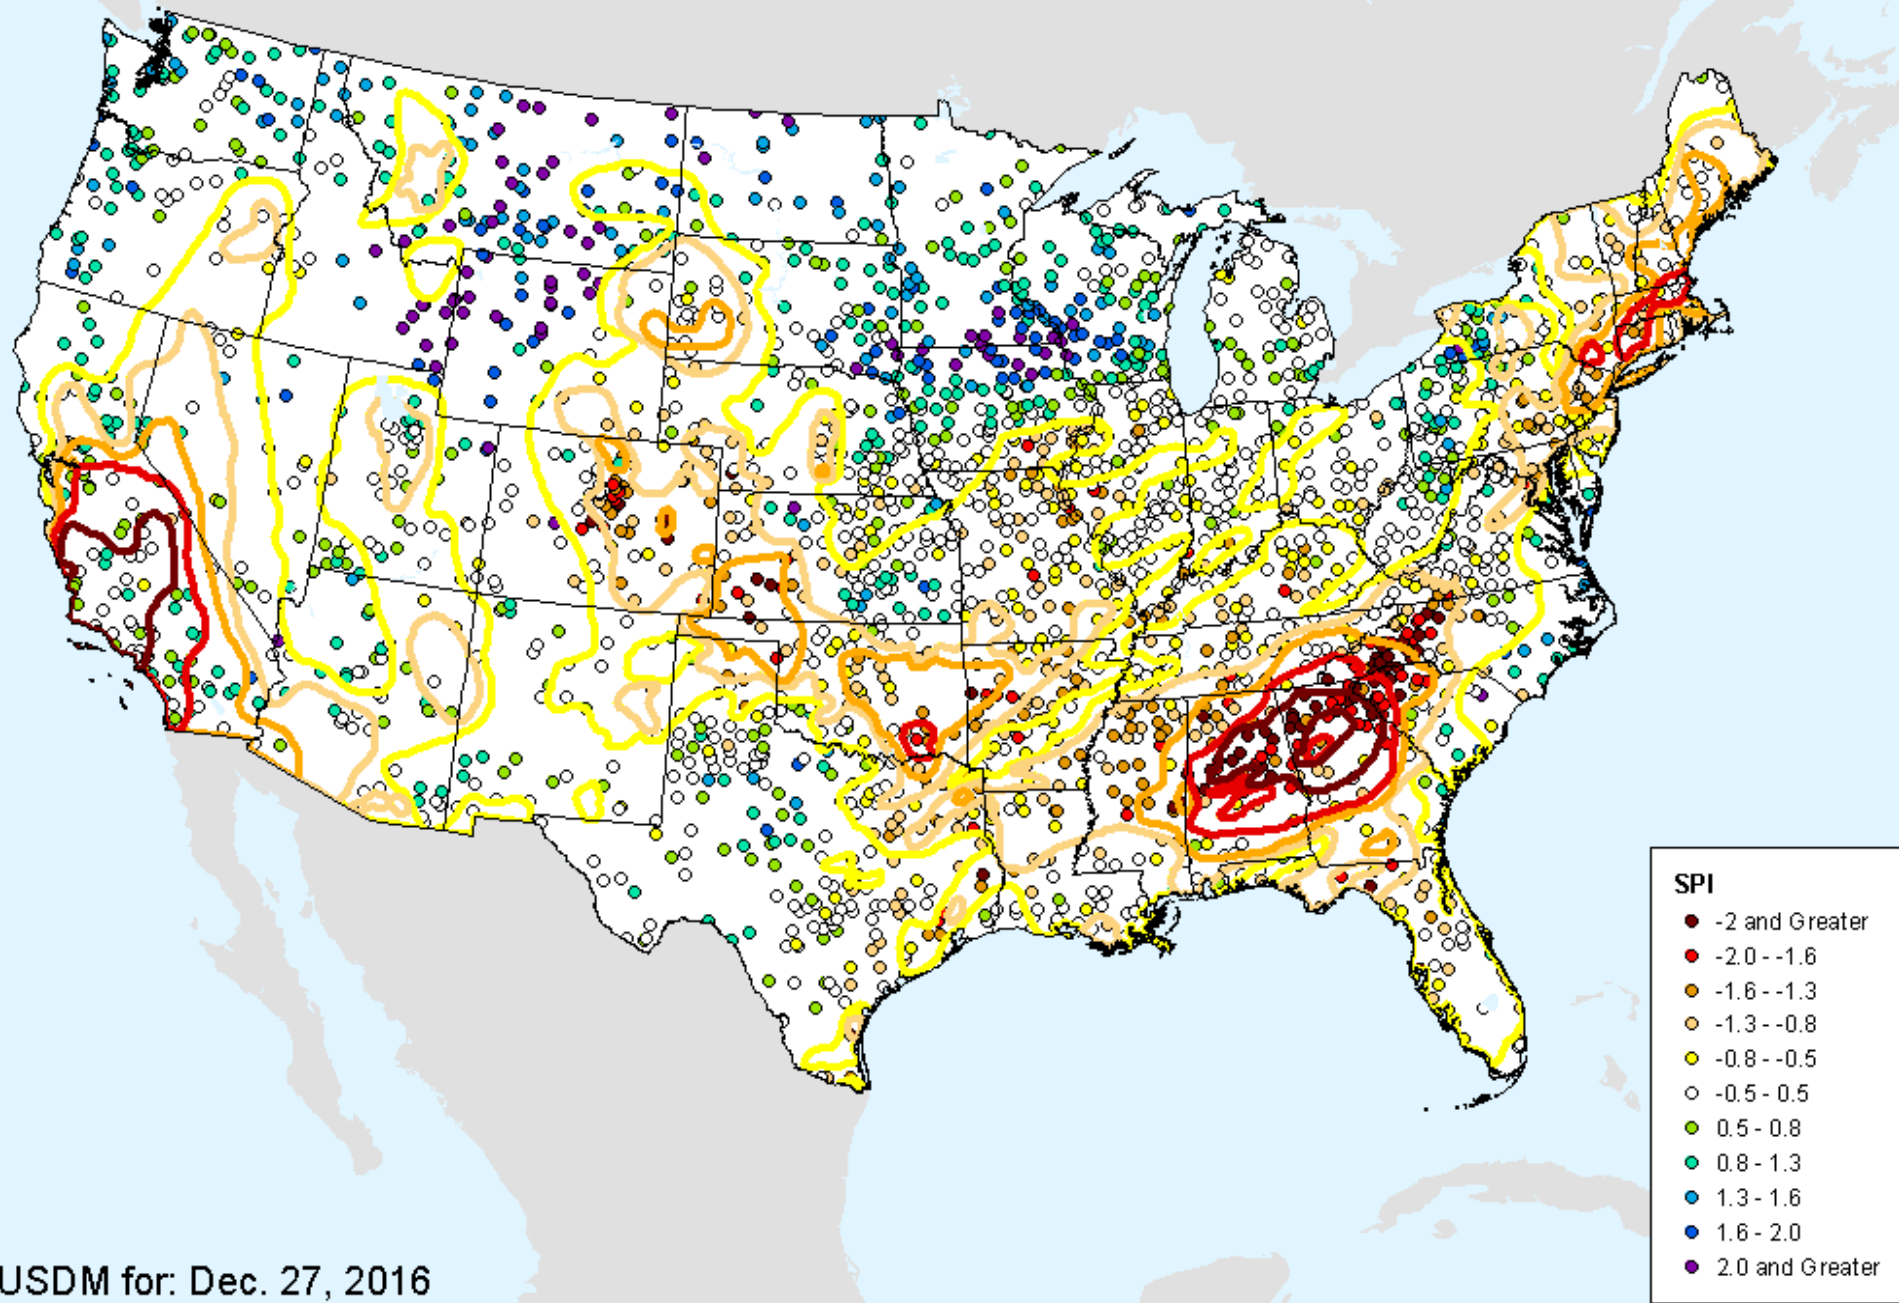 SPI
-2 and Greater
-2.0 - -1.6
-1.6 - -1.3
-1.3 - -0.8
-0.8 - -0.5
-0.5 - 0.5
0.5 - 0.8
0.8 - 1.3
1.3 - 1.6
1.6 - 2.0
2.0 and Greater
USDM for: Dec. 27, 2016